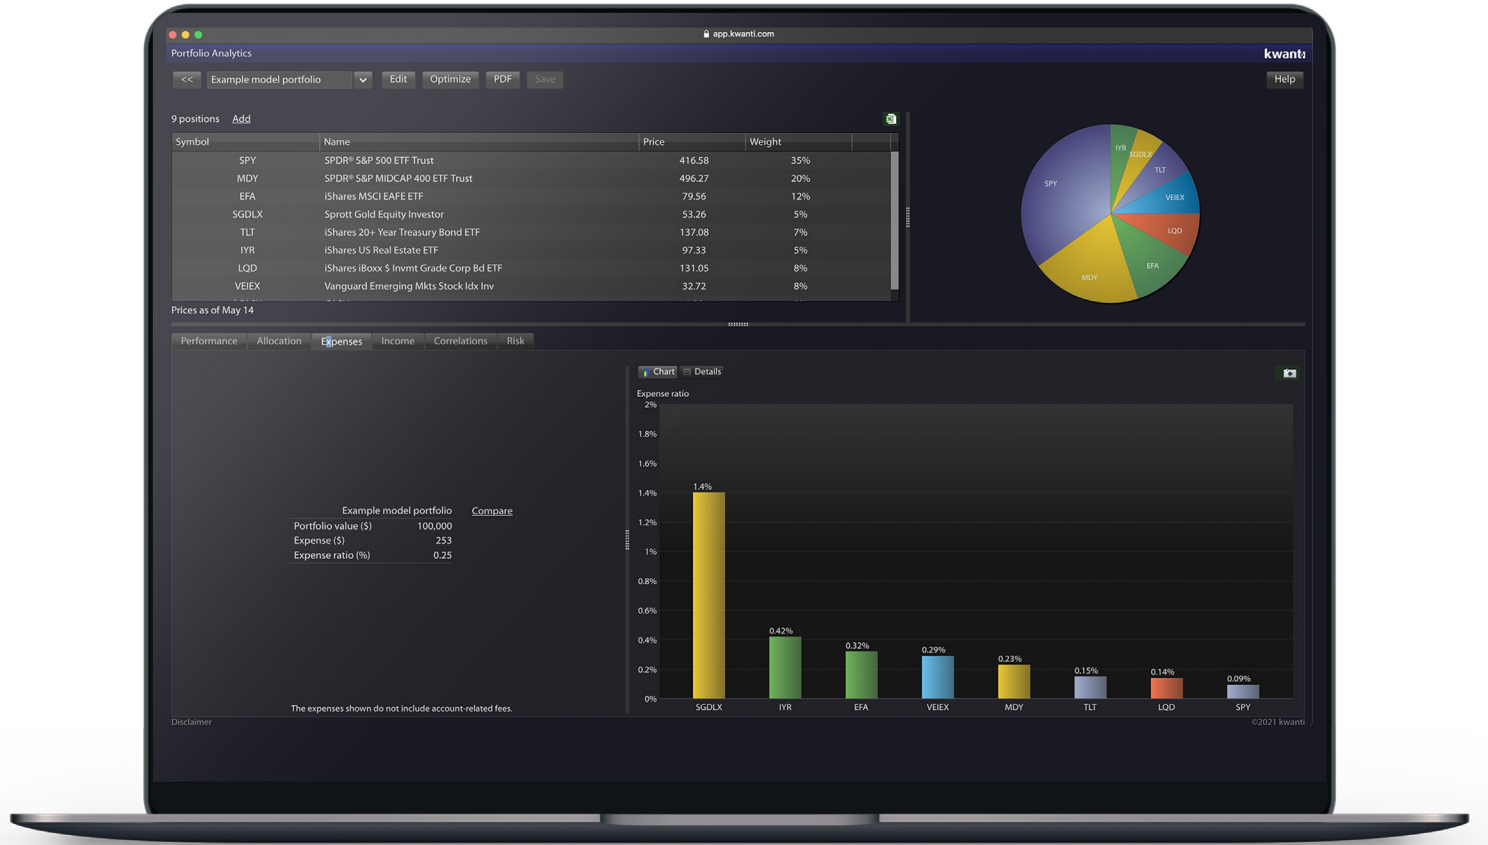 app.kwanti.com
Portfolio Analytics
kwanti
<< Example model portfolio Edit Optimize PDF Save Help
9 positions Add
Symbol Name Price Weight
SPY SPDR® S&P 500 ETF Trust 416.58 35%
MDY SPDR® S&P MIDCAP 400 ETF Trust 496.27 20%
EFA iShares MSCI EAFE ETF 79.56 12%
SGDLX Sprott Gold Equity Investor 53.26 5%
TLT iShares 20+ Year Treasury Bond ETF 137.08 7%
IYR iShares US Real Estate ETF 97.33 5%
LQD iShares iBoxx $ Invmt Grade Corp Bd ETF 131.05 8%
VEIEX Vanguard Emerging Mkts Stock Idx Inv 32.72 8%
Prices as of May 14
IYR
SGDLX
TLT
SPY
VEIEX
LQD
EFA
MDY
Performance Allocation Expenses Income Correlations Risk
Example model portfolio Compare
Portfolio value ($) 100,000
Expense ($) 253
Expense ratio (%) 0.25
The expenses shown do not include account-related fees.
Chart Details
Expense ratio
2%
1.8%
1.6%
1.4%
1.2%
1%
0.8%
0.6%
0.4%
0.2%
0%
1.4%
0.42%
0.32%
0.29%
0.23%
0.15%
0.14%
0.09%
SGDLX IYR EFA VEIEX MDY TLT LQD SPY
Disclaimer
©2021 kwanti